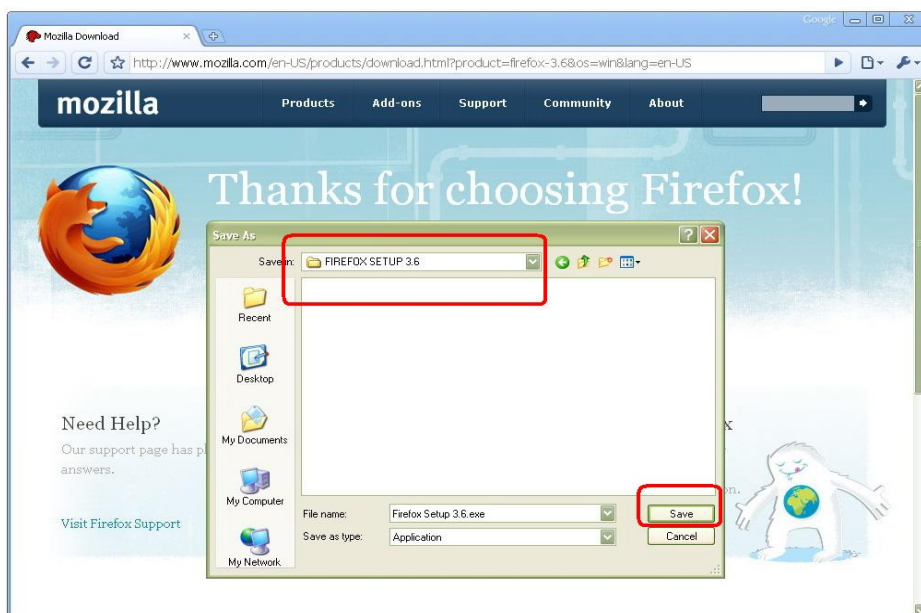 Google
Mozilla Download
http://www.mozilla.com/en-US/products/download.html?product=firefox-3.6&os=win&lang=en-US
mozilla
Products Add-ons Support Community About
Thanks for choosing Firefox!
Save As
Save in: FIREFOX SETUP 3.6
Recent
Desktop
My Documents
My Computer
My Network
File name: Firefox Setup 3.6.exe Save
Save as type: Application Cancel
Need Help?
Our support page has
answers.
Visit Firefox Support